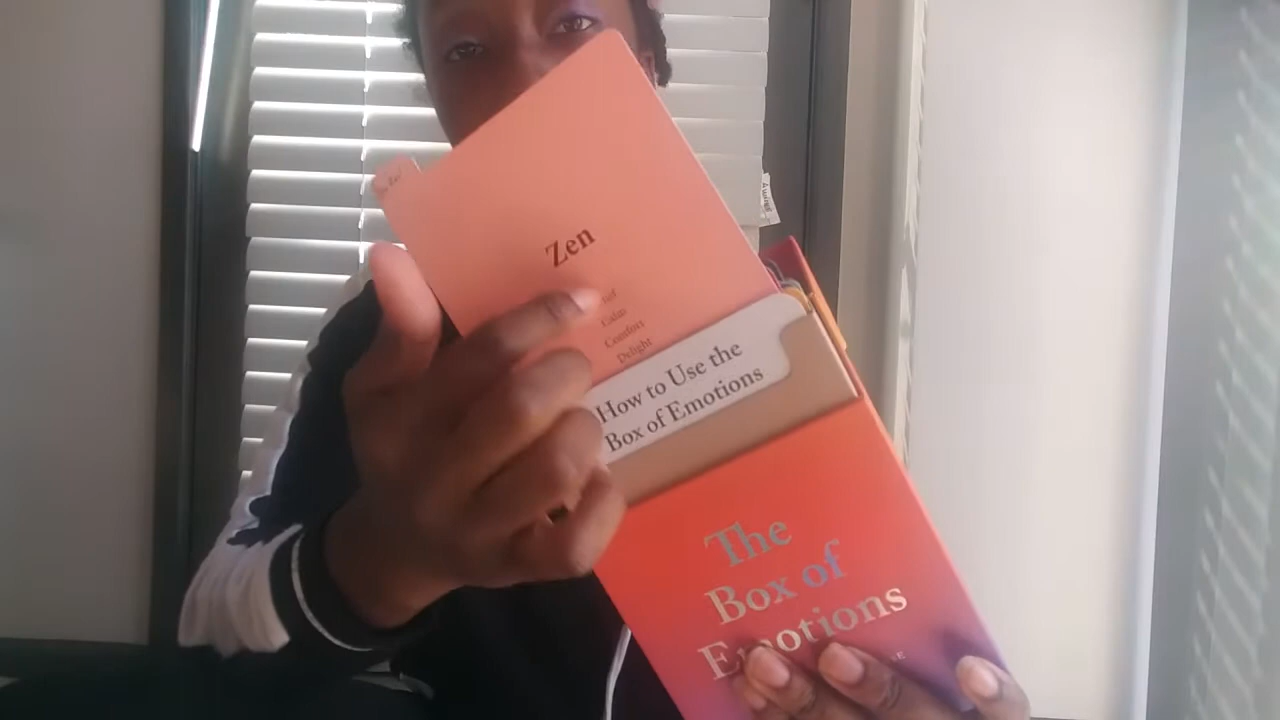 Zen
Calm
Comfort
Delight
How to Use the
Box of Emotions
The
Box of
Emotions